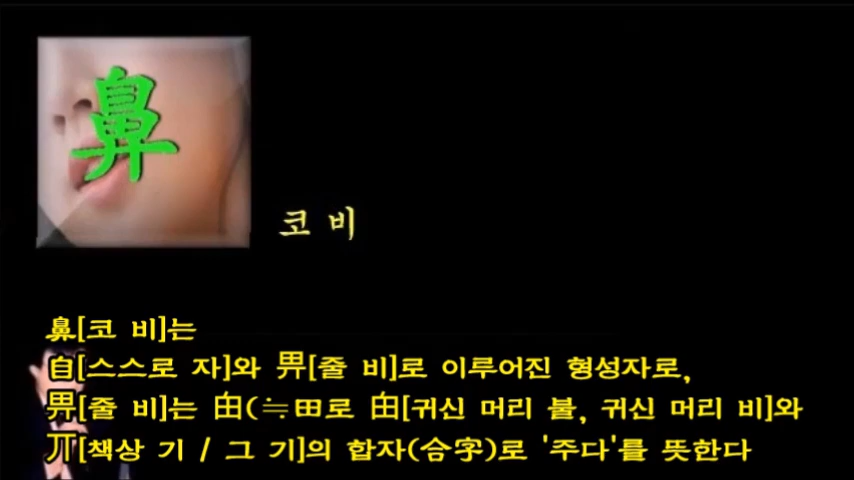 鼻
코 비
鼻[코 비]는
自[스스로 자]와 畀[줄 비]로 이루어진 형성자로,
畀[줄 비]는 甶(≒田로 甶[귀신 머리 불, 귀신 머리 비]와
丌[책상 기 / 그 기]의 합자(合字)로 '주다'를 뜻한다